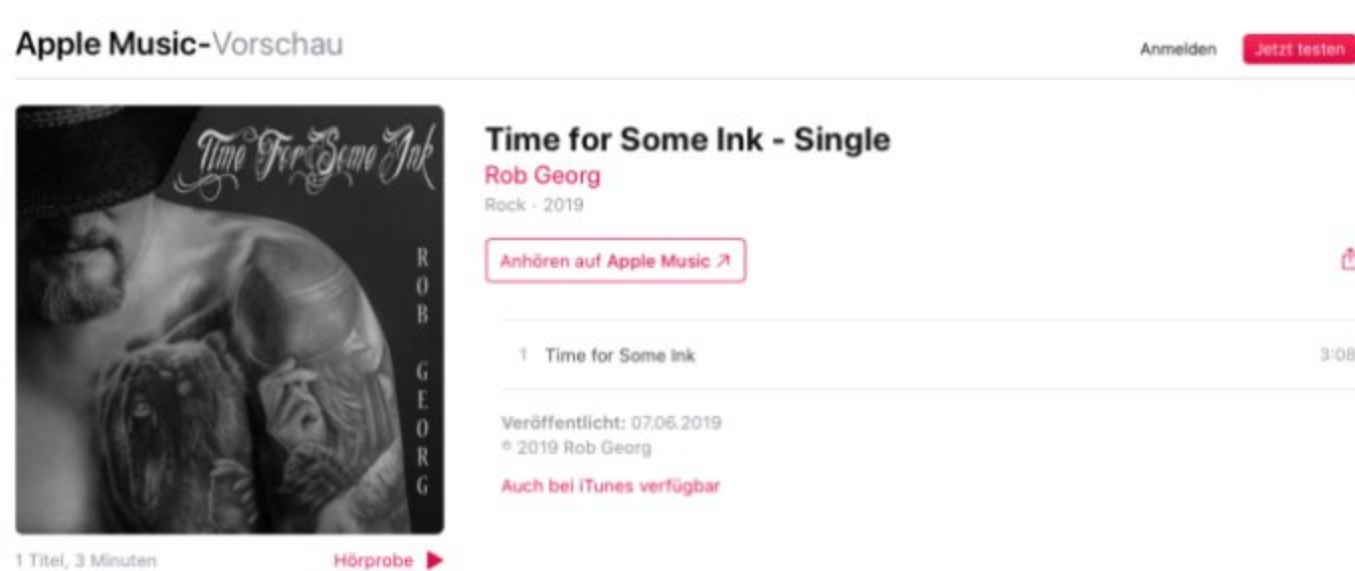 Apple Music-Vorschau
Anmelden
Jetzt testen
Time For Some Ink
ROB GEORG
Time for Some Ink - Single
Rob Georg
Rock · 2019
Anhören auf Apple Music ↗
1 Time for Some Ink 3:08
Veröffentlicht: 07.06.2019
℗ 2019 Rob Georg
Auch bei iTunes verfügbar
1 Titel, 3 Minuten
Hörprobe ▶